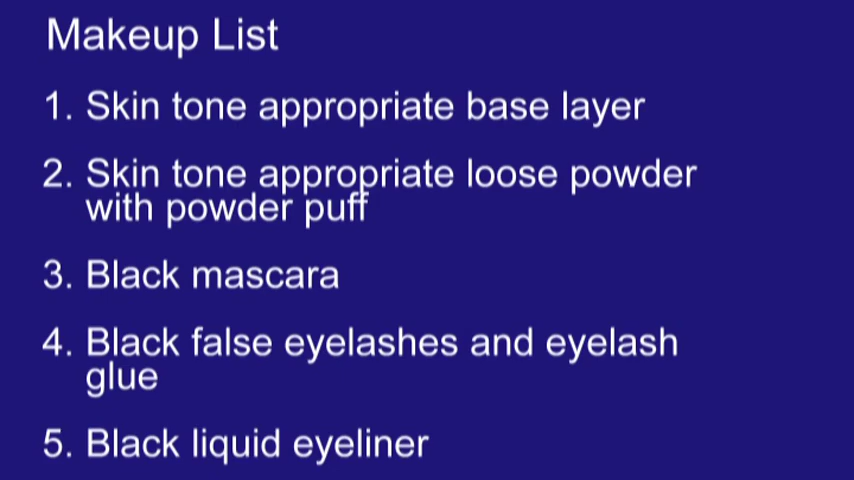 Makeup List
1. Skin tone appropriate base layer
2. Skin tone appropriate loose powder
with powder puff
3. Black mascara
4. Black false eyelashes and eyelash
glue
5. Black liquid eyeliner